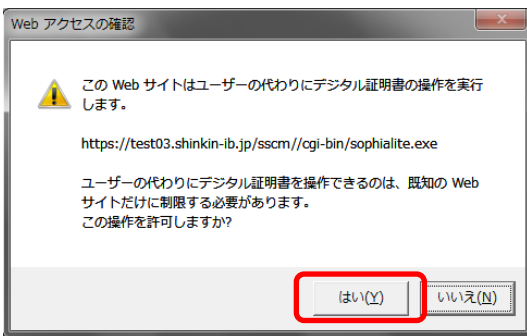 Web アクセスの確認
この Web サイトはユーザーの代わりにデジタル証明書の操作を実行
します。
https://test03.shinkin-ib.jp/sscm//cgi-bin/sophialite.exe
ユーザーの代わりにデジタル証明書を操作できるのは、既知の Web
サイトだけに制限する必要があります。
この操作を許可しますか?
はい(Y) いいえ(N)